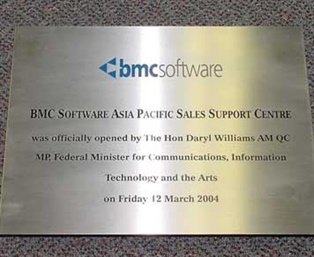 bmcsoftware
BMC SOFTWARE ASIA PACIFIC SALES SUPPORT CENTRE
was officially opened by The Hon Daryl Williams AM QC
MP, Federal Minister for Communications, Information
Technology and the Arts
on Friday 12 March 2004